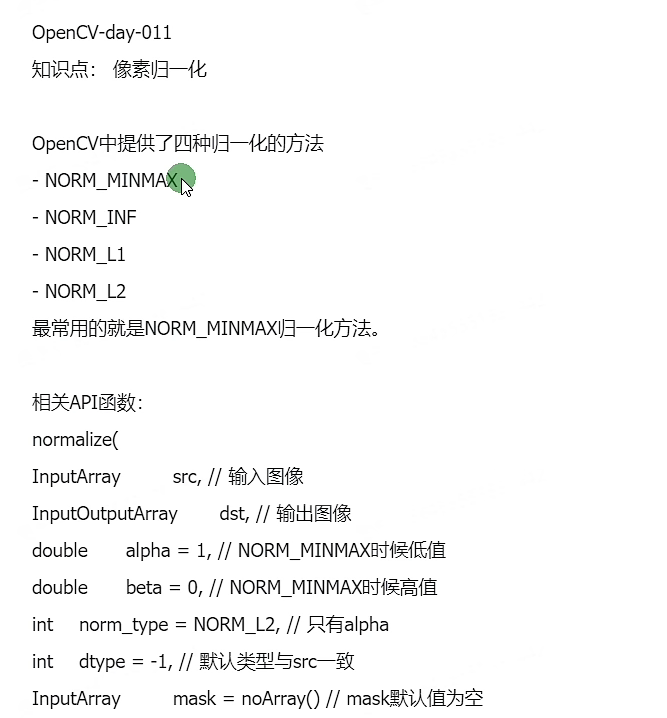 OpenCV-day-011
知识点： 像素归一化
OpenCV中提供了四种归一化的方法
- NORM_MINMAX
- NORM_INF
- NORM_L1
- NORM_L2
最常用的就是NORM_MINMAX归一化方法。
相关API函数：
normalize(
InputArray src, // 输入图像
InputOutputArray dst, // 输出图像
double alpha = 1, // NORM_MINMAX时候低值
double beta = 0, // NORM_MINMAX时候高值
int norm_type = NORM_L2, // 只有alpha
int dtype = -1, // 默认类型与src一致
InputArray mask = noArray() // mask默认值为空